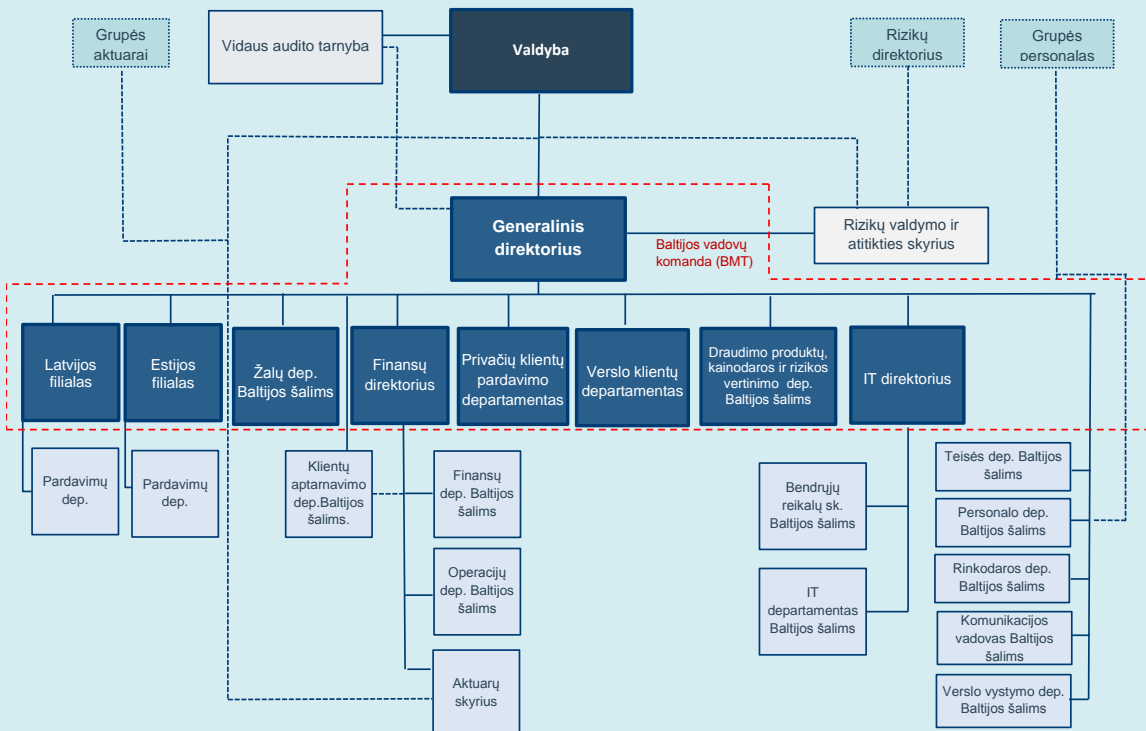 Grupės
aktuarai
Vidaus audito tarnyba
Valdyba
Rizikų
direktorius
Grupės
personalas
Generalinis
direktorius
Baltijos vadovų
komanda (BMT)
Rizikų valdymo ir
atitikties skyrius
Latvijos
filialas
Estijos
filialas
Žalų dep.
Baltijos šalims
Finansų
direktorius
Privačių klientų
pardavimo
departamentas
Verslo klientų
departamentas
Draudimo produktų,
kainodaros ir rizikos
vertinimo dep.
Baltijos šalims
IT direktorius
Pardavimų
dep.
Pardavimų
dep.
Klientų
aptarnavimo
dep.Baltijos
šalims.
Finansų
dep. Baltijos
šalims
Operacijų
dep. Baltijos
šalims
Aktuarų
skyrius
Bendrųjų
reikalų sk.
Baltijos šalims
IT
departamentas
Baltijos šalims
Teisės dep. Baltijos
šalims
Personalo dep.
Baltijos šalims
Rinkodaros dep.
Baltijos šalims
Komunikacijos
vadovas Baltijos
šalims
Verslo vystymo dep.
Baltijos šalims